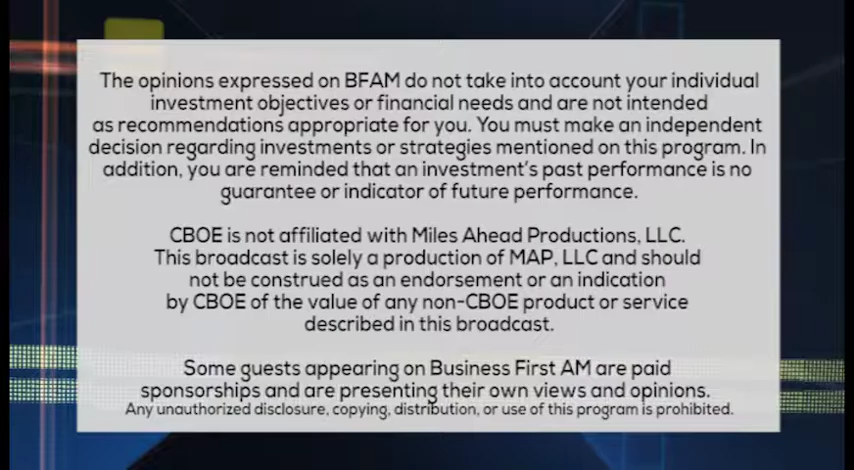 The opinions expressed on BFAM do not take into account your individual
investment objectives or financial needs and are not intended
as recommendations appropriate for you. You must make an independent
decision regarding investments or strategies mentioned on this program. In
addition, you are reminded that an investment's past performance is no
guarantee or indicator of future performance.
CBOE is not affiliated with Miles Ahead Productions, LLC.
This broadcast is solely a production of MAP, LLC and should
not be construed as an endorsement or an indication
by CBOE of the value of any non-CBOE product or service
described in this broadcast.
Some guests appearing on Business First AM are paid
sponsorships and are presenting their own views and opinions.
Any unauthorized disclosure, copying, distribution, or use of this program is prohibited.